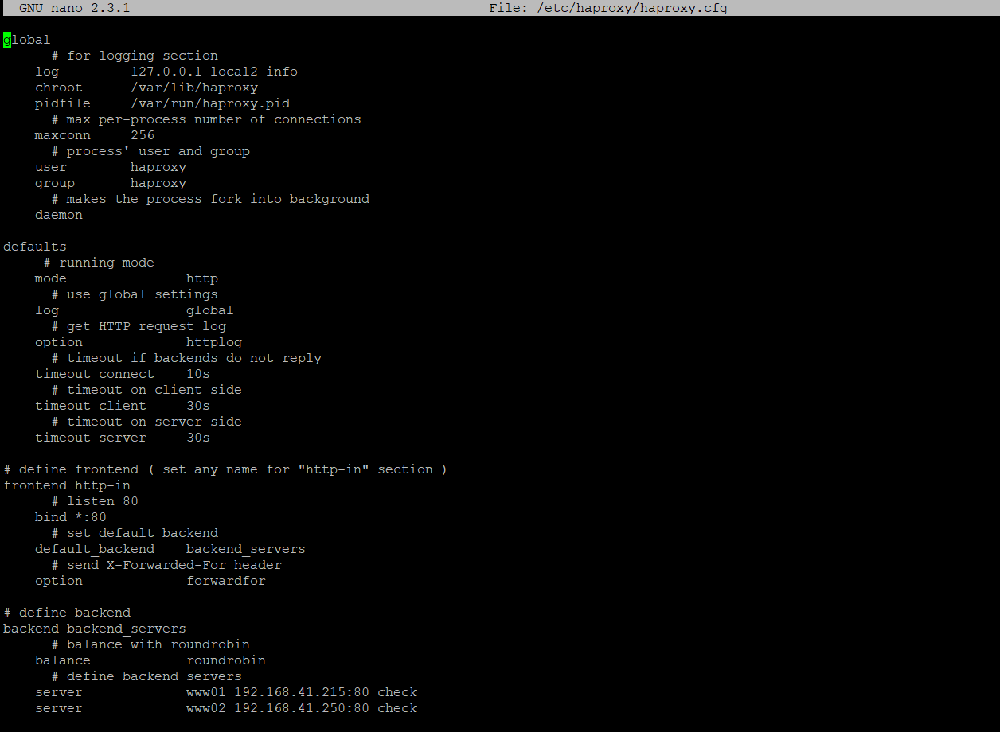 GNU nano 2.3.1 File: /etc/haproxy/haproxy.cfg
global
# for logging section
log 127.0.0.1 local2 info
chroot /var/lib/haproxy
pidfile /var/run/haproxy.pid
# max per-process number of connections
maxconn 256
# process' user and group
user haproxy
group haproxy
# makes the process fork into background
daemon
defaults
# running mode
mode http
# use global settings
log global
# get HTTP request log
option httplog
# timeout if backends do not reply
timeout connect 10s
# timeout on client side
timeout client 30s
# timeout on server side
timeout server 30s
# define frontend ( set any name for "http-in" section )
frontend http-in
# listen 80
bind *:80
# set default backend
default_backend backend_servers
# send X-Forwarded-For header
option forwardfor
# define backend
backend backend_servers
# balance with roundrobin
balance roundrobin
# define backend servers
server www01 192.168.41.215:80 check
server www02 192.168.41.250:80 check